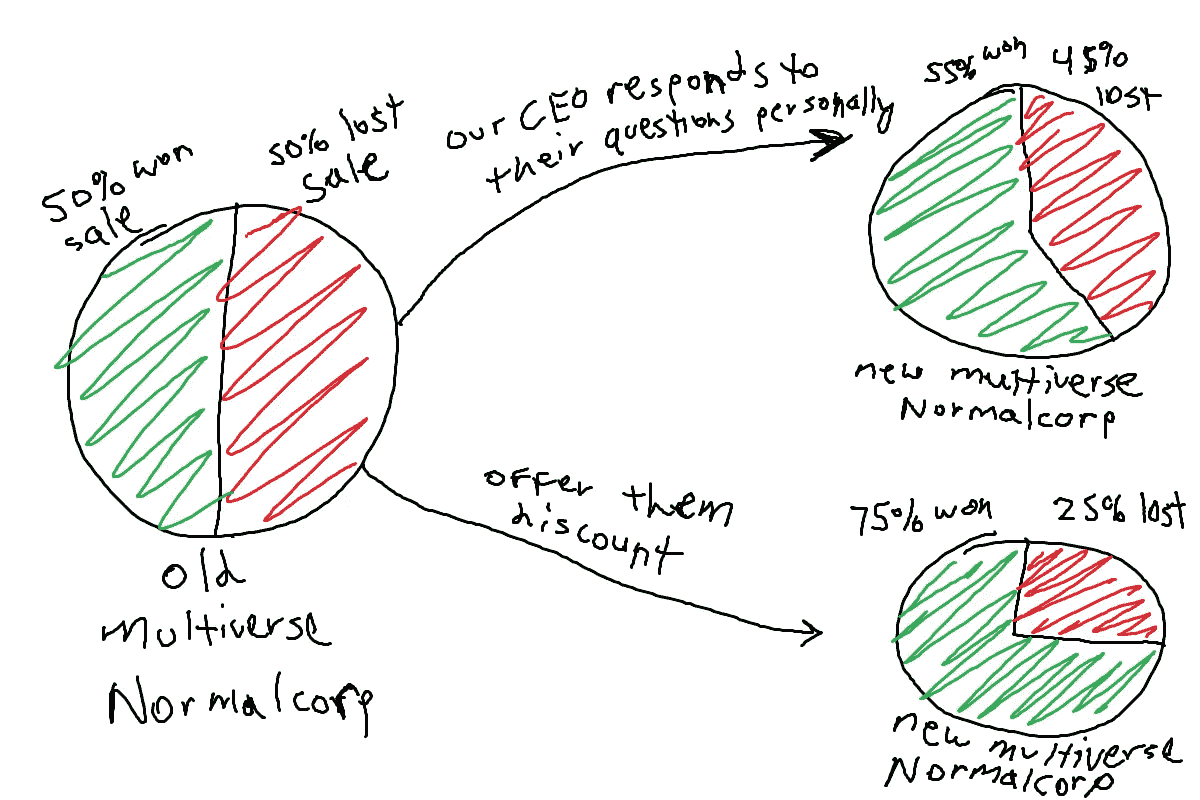 50% won
sale
50% lost
sale
old
multiverse
Normalcorp
our CEO responds to
their questions personally
55% won
45%
lost
new multiverse
Normalcorp
offer them
discount
75% won
25% lost
new multiverse
Normalcorp